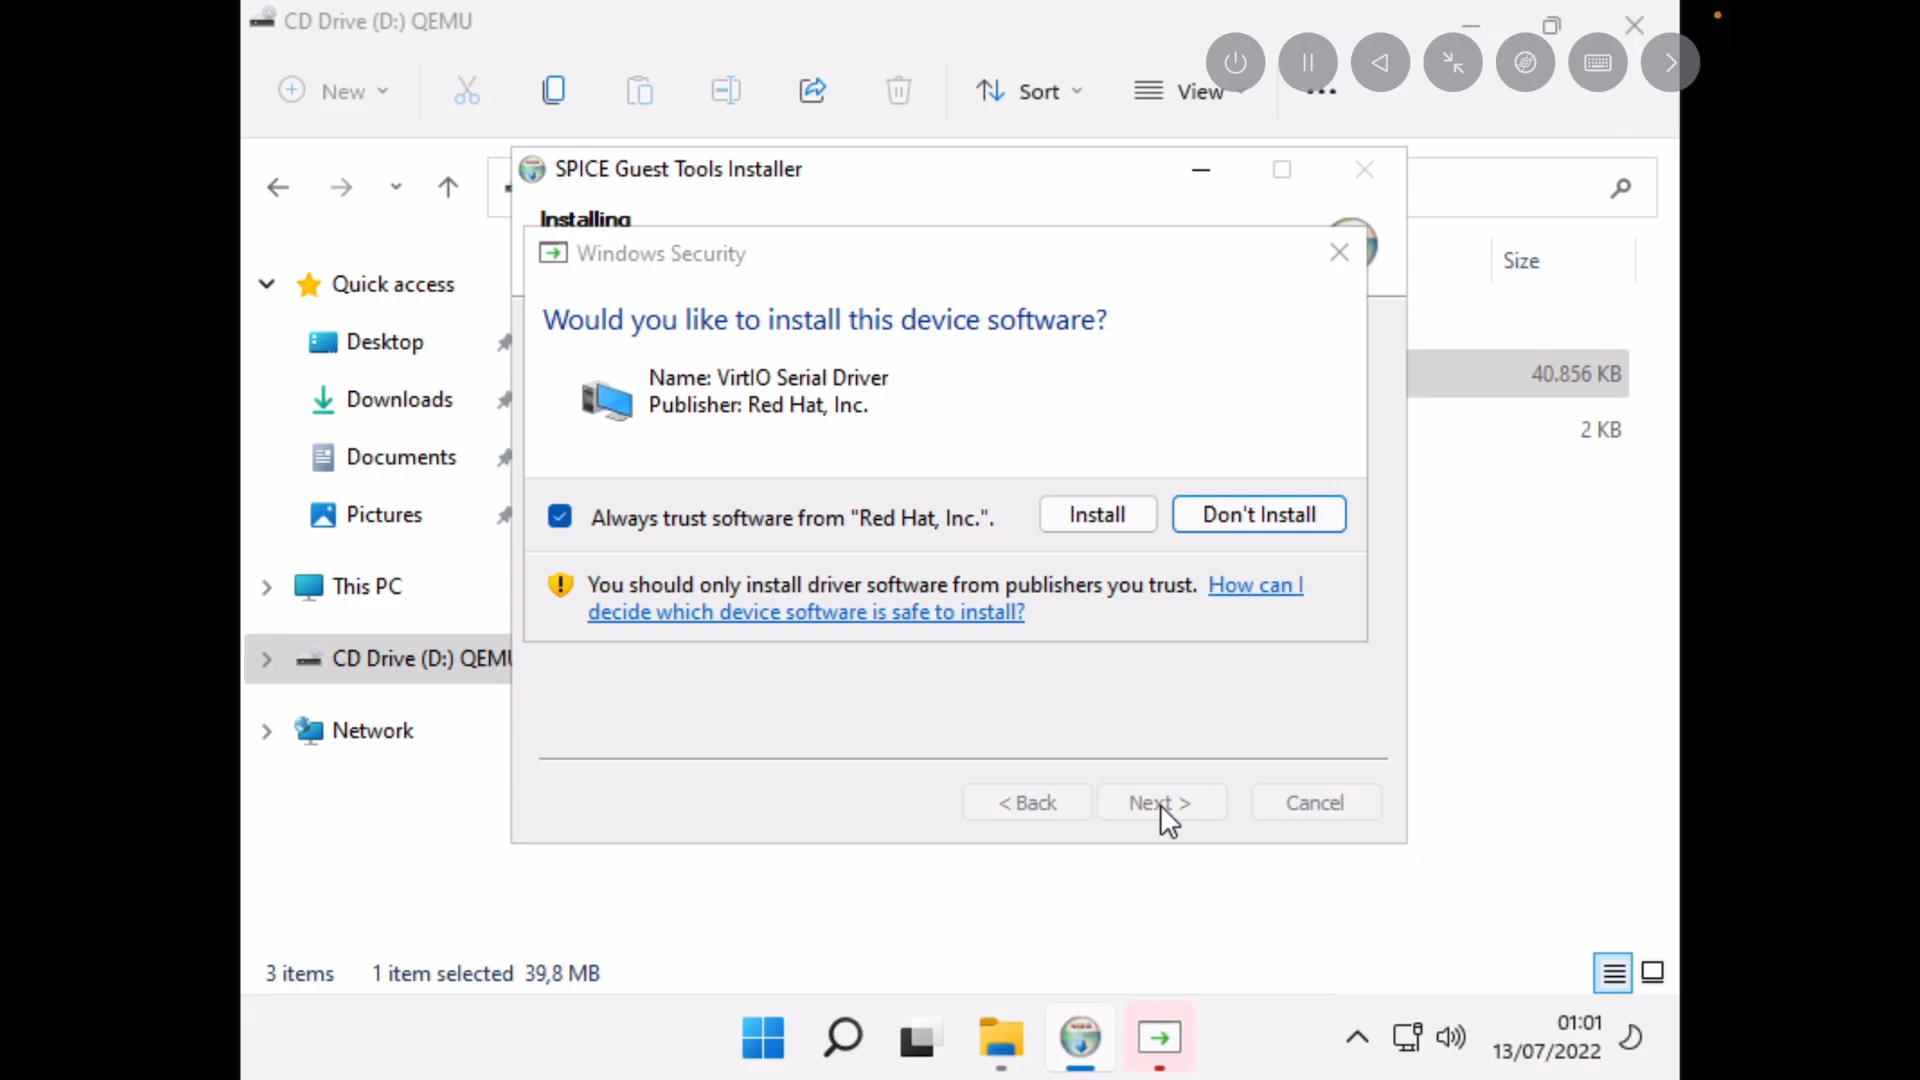 CD Drive (D:) QEMU
New
Sort
View
SPICE Guest Tools Installer
Installing
Windows Security
Size
Would you like to install this device software?
Quick access
Desktop
Name: VirtIO Serial Driver
Publisher: Red Hat, Inc.
40.856 KB
Downloads
2 KB
Documents
Pictures
Always trust software from "Red Hat, Inc.".
Install
Don't Install
You should only install driver software from publishers you trust. How can I
decide which device software is safe to install?
This PC
CD Drive (D:) QEMU
Network
< Back
Next >
Cancel
3 items
1 item selected 39,8 MB
01:01
13/07/2022